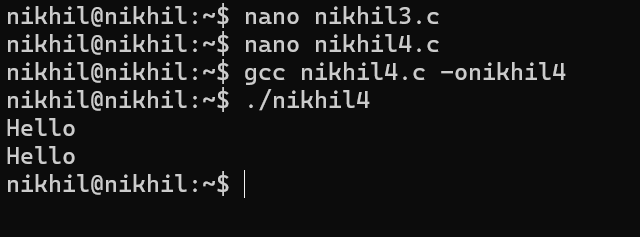 nikhil@nikhil:~$ nano nikhil3.c
nikhil@nikhil:~$ nano nikhil4.c
nikhil@nikhil:~$ gcc nikhil4.c -onikhil4
nikhil@nikhil:~$ ./nikhil4
Hello
Hello
nikhil@nikhil:~$